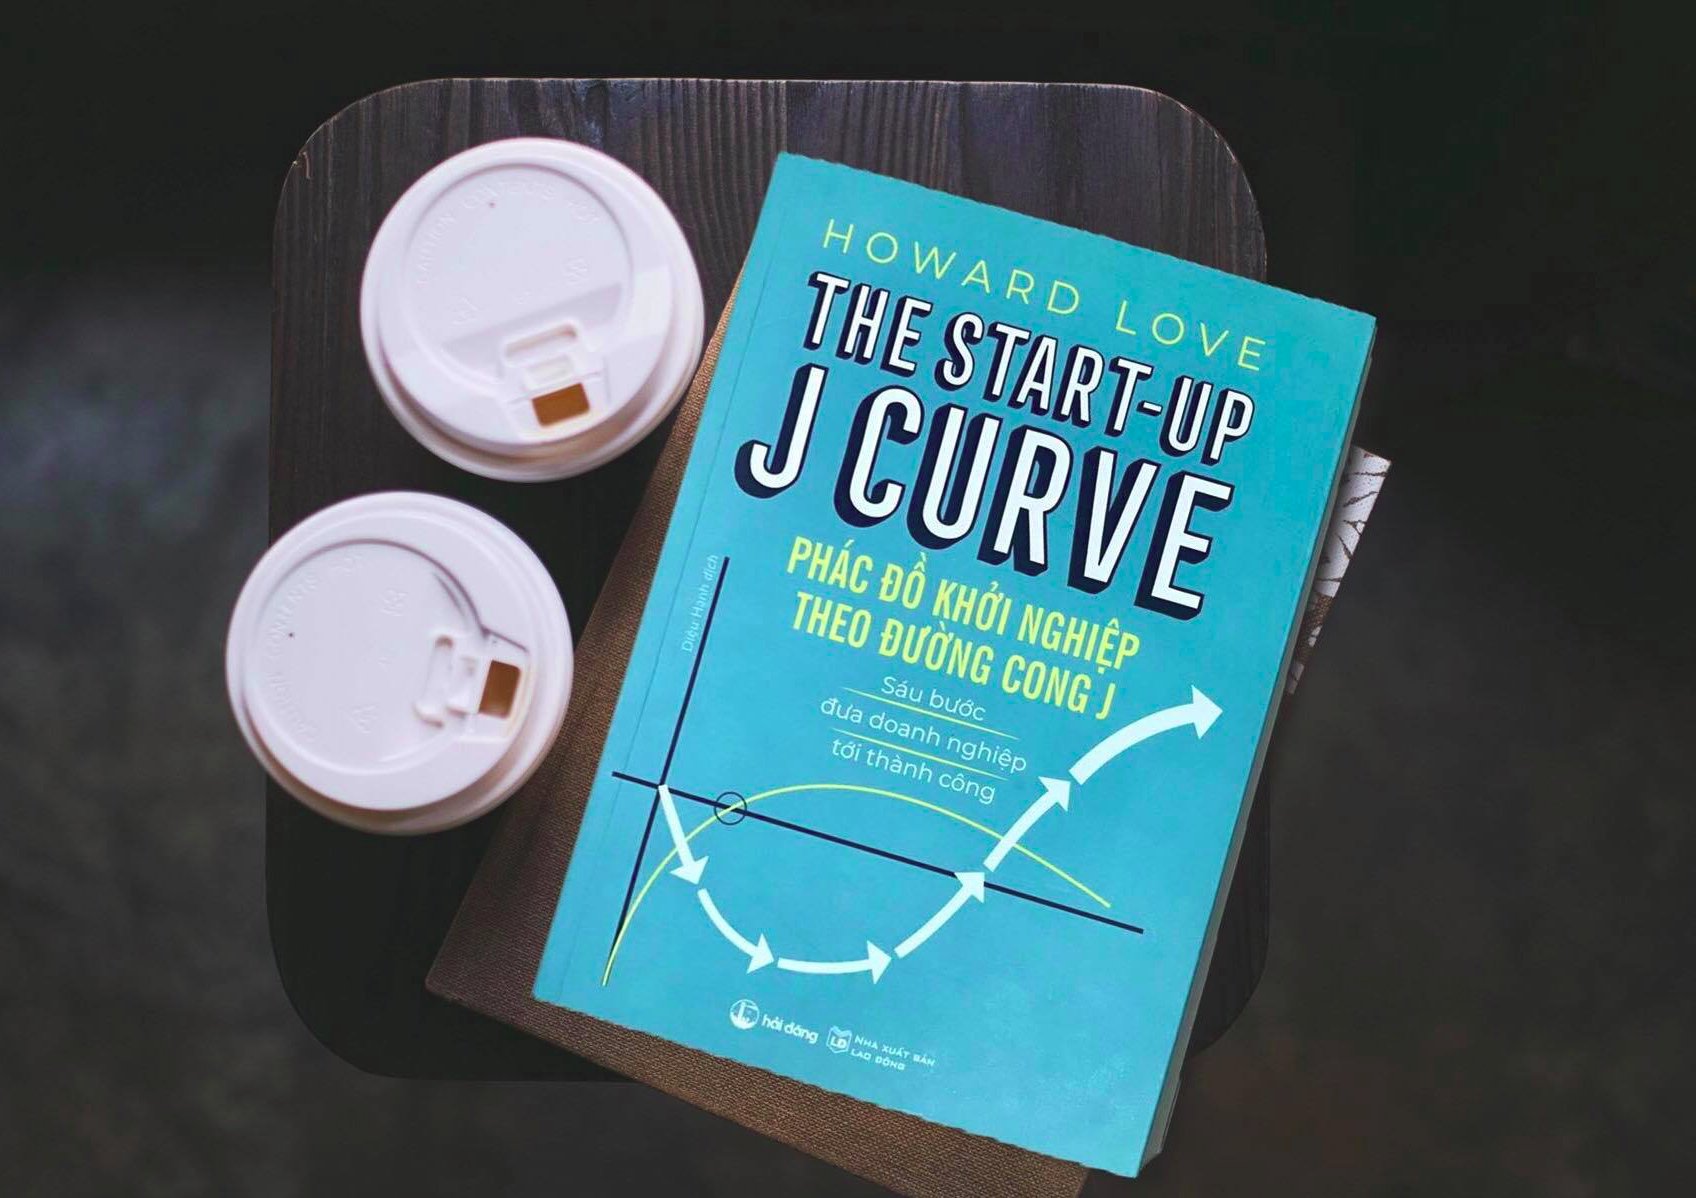 HOWARD LOVE
THE START-UP
J CURVE
PHÁC ĐỒ KHỞI NGHIỆP
THEO ĐƯỜNG CONG J
Sáu bước
đưa doanh nghiệp
tới thành công
Diệu Hạnh dịch
hải đăng
LD
NHÀ XUẤT BẢN
LAO ĐỘNG